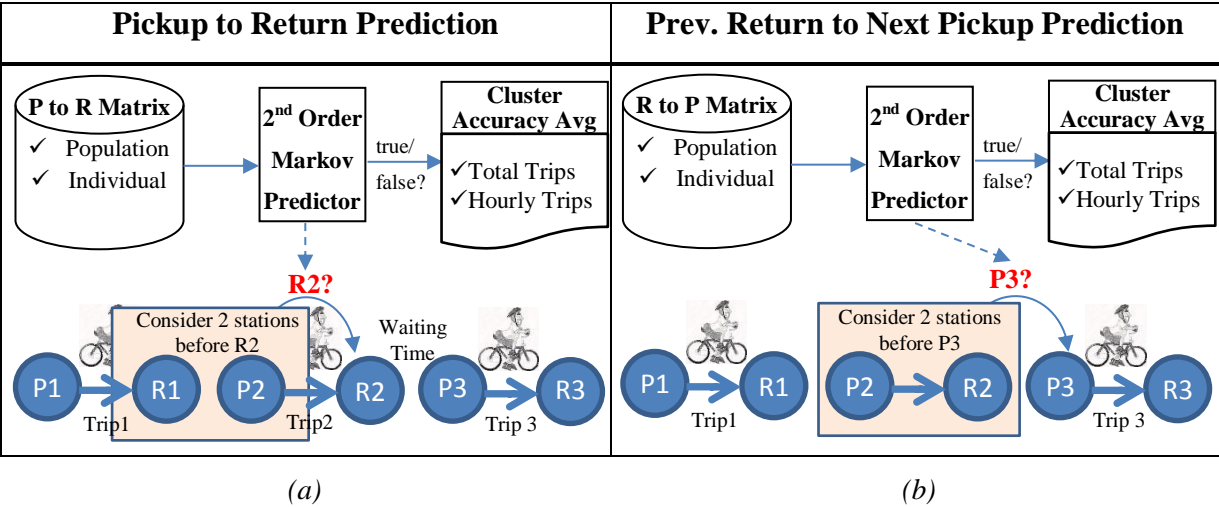 Pickup to Return Prediction
P to R Matrix
✓ Population
✓ Individual
2nd Order
Markov
Predictor
true/
false?
Cluster
Accuracy Avg
✓Total Trips
✓Hourly Trips
R2?
Consider 2 stations
before R2
Waiting
Time
P1
R1
P2
R2
P3
R3
Trip1
Trip2
Trip 3
(a)
Prev. Return to Next Pickup Prediction
R to P Matrix
✓ Population
✓ Individual
2nd Order
Markov
Predictor
true/
false?
Cluster
Accuracy Avg
✓Total Trips
✓Hourly Trips
P3?
Consider 2 stations
before P3
P1
R1
P2
R2
P3
R3
Trip1
Trip 3
(b)